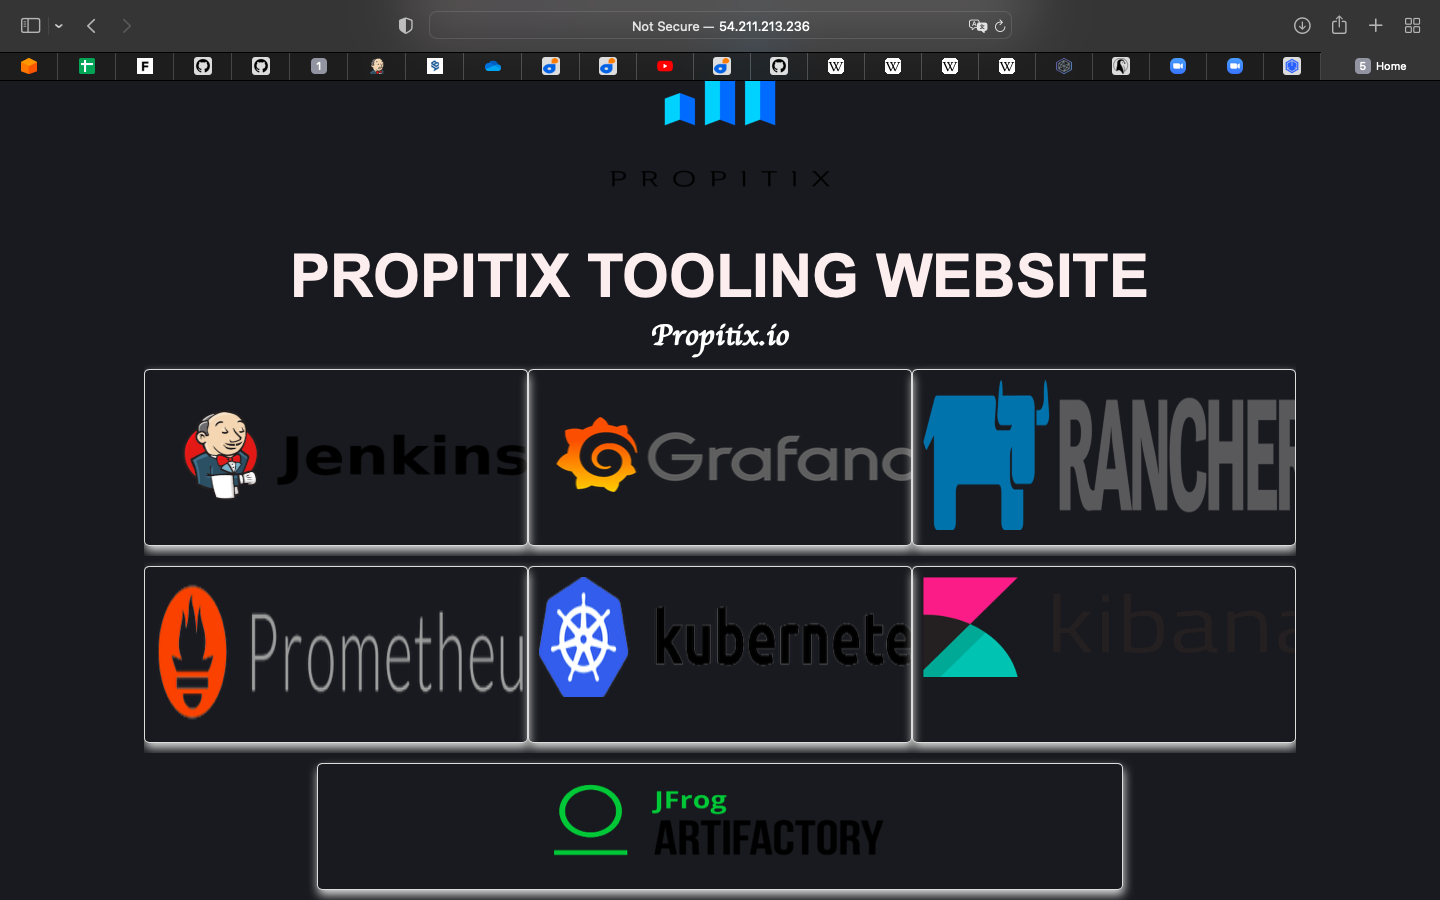 Not Secure — 54.211.213.236
1
5 Home
PROPITIX
PROPITIX TOOLING WEBSITE
Propitix.io
Jenkins
Grafana
RANCHER
Prometheu
kubernete
kibana
JFrog
ARTIFACTORY